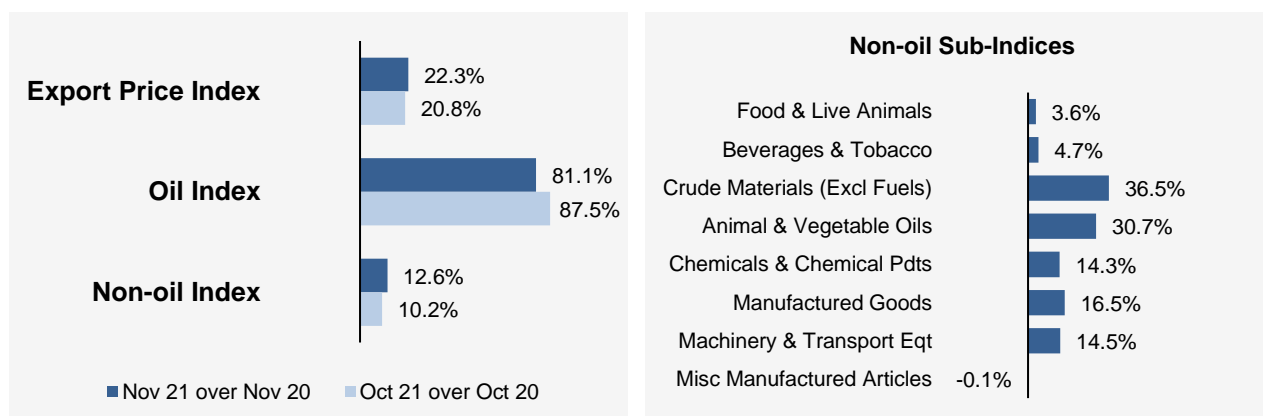 Export Price Index
22.3%
20.8%
Oil Index
81.1%
87.5%
Non-oil Index
12.6%
10.2%
Nov 21 over Nov 20
Oct 21 over Oct 20
Non-oil Sub-Indices
Food & Live Animals 3.6%
Beverages & Tobacco 4.7%
Crude Materials (Excl Fuels) 36.5%
Animal & Vegetable Oils 30.7%
Chemicals & Chemical Pdts 14.3%
Manufactured Goods 16.5%
Machinery & Transport Eqt 14.5%
Misc Manufactured Articles -0.1%